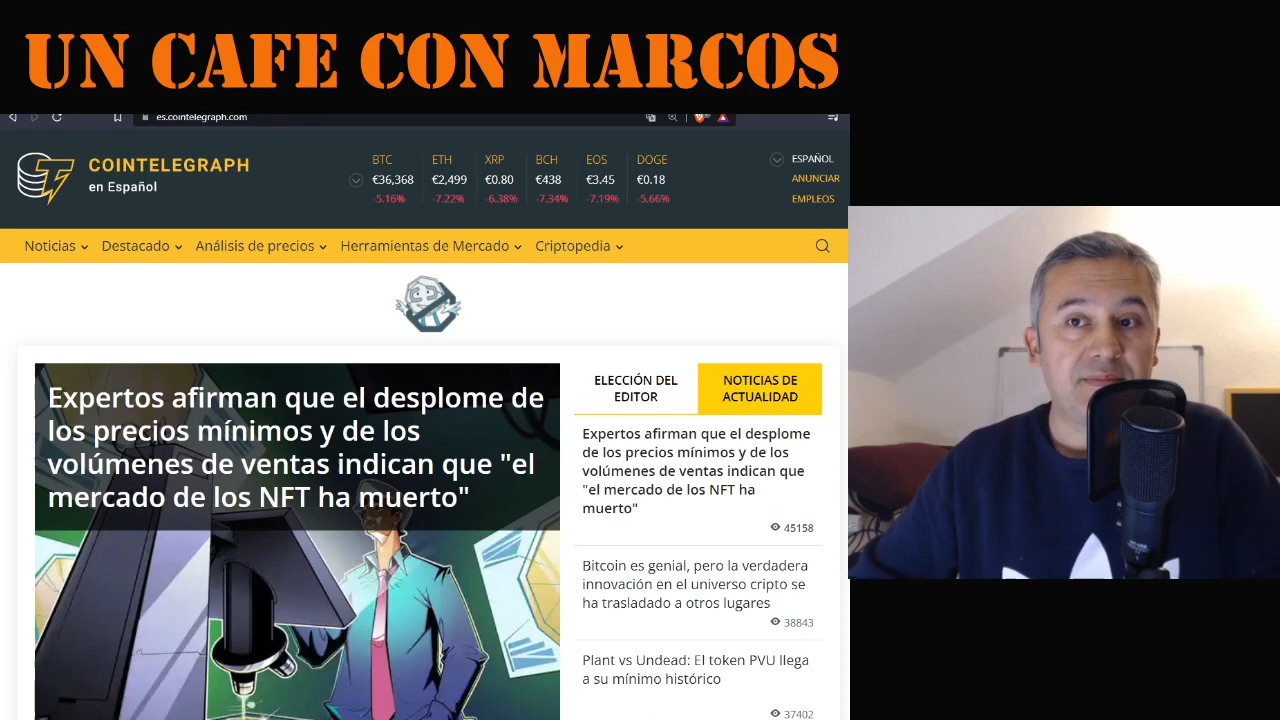 UN CAFE CON MARCOS
es.cointelegraph.com
COINTELEGRAPH
en Español
BTC
€36,368
-5.16%
ETH
€2,499
-7.22%
XRP
€0.80
-6.38%
BCH
€438
-7.34%
EOS
€3.45
-7.19%
DOGE
€0.18
-5.66%
ESPAÑOL
ANUNCIAR
EMPLEOS
Noticias
Destacado
Análisis de precios
Herramientas de Mercado
Criptopedia
Expertos afirman que el desplome de
los precios mínimos y de los
volúmenes de ventas indican que "el
mercado de los NFT ha muerto"
ELECCIÓN DEL
EDITOR
NOTICIAS DE
ACTUALIDAD
Expertos afirman que el desplome
de los precios mínimos y de los
volúmenes de ventas indican que
"el mercado de los NFT ha
muerto"
45158
Bitcoin es genial, pero la verdadera
innovación en el universo cripto se
ha trasladado a otros lugares
38843
Plant vs Undead: El token PVU llega
a su mínimo histórico
37402